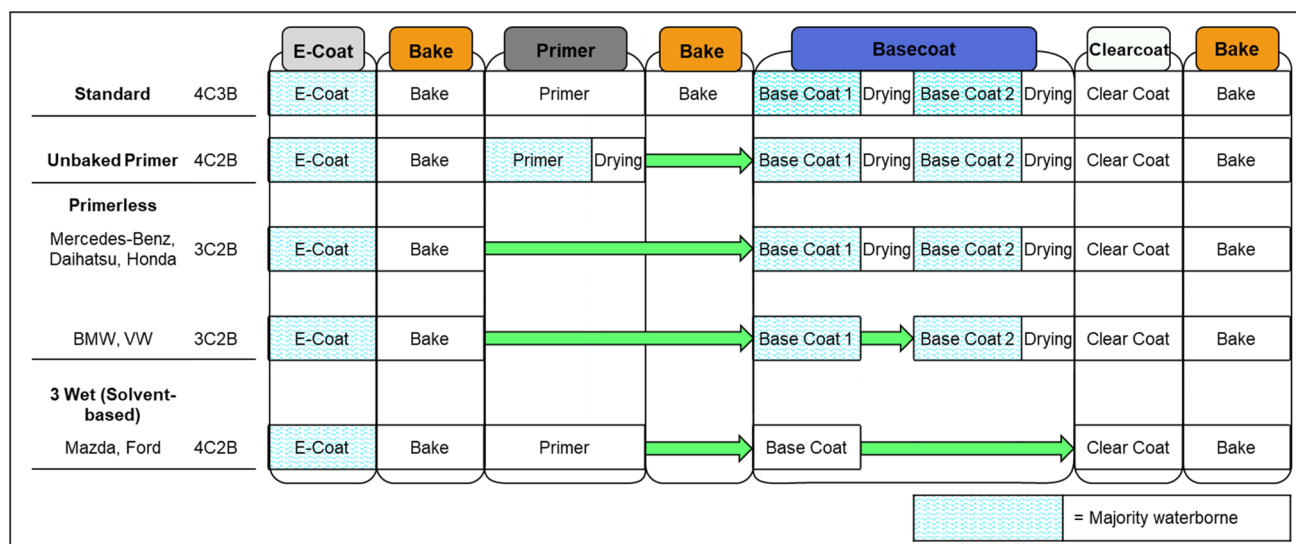 E-Coat Bake Primer Bake Basecoat Clearcoat Bake
Standard 4C3B E-Coat Bake Primer Bake Base Coat 1 Drying Base Coat 2 Drying Clear Coat Bake
Unbaked Primer 4C2B E-Coat Bake Primer Drying Base Coat 1 Drying Base Coat 2 Drying Clear Coat Bake
Primerless
Mercedes-Benz,
Daihatsu, Honda 3C2B E-Coat Bake Base Coat 1 Drying Base Coat 2 Drying Clear Coat Bake
BMW, VW 3C2B E-Coat Bake Base Coat 1 Base Coat 2 Drying Clear Coat Bake
3 Wet (Solvent-
based)
Mazda, Ford 4C2B E-Coat Bake Primer Base Coat Clear Coat Bake
= Majority waterborne